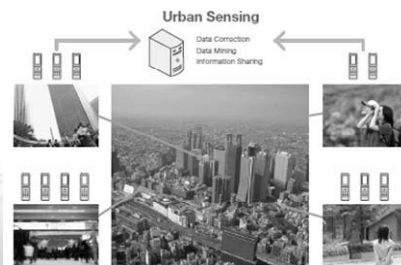 Urban Sensing
Data Correction
Data Mining
Information Sharing